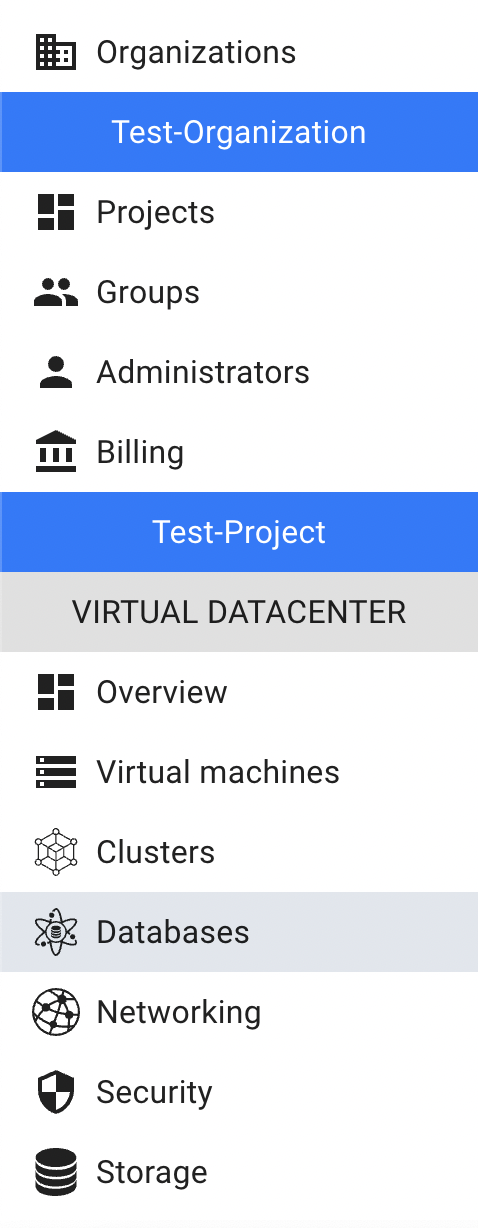 Organizations
Test-Organization
Projects
Groups
Administrators
Billing
Test-Project
VIRTUAL DATACENTER
Overview
Virtual machines
Clusters
Databases
Networking
Security
Storage